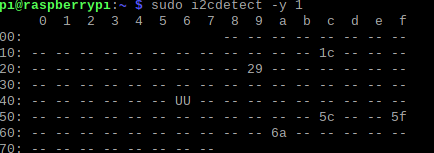 pi@raspberrypi:~ $ sudo i2cdetect -y 1
     0  1  2  3  4  5  6  7  8  9  a  b  c  d  e  f
00:                         -- -- -- -- -- -- -- --
10: -- -- -- -- -- -- -- -- -- -- -- -- 1c -- -- --
20: -- -- -- -- -- -- -- -- -- 29 -- -- -- -- -- --
30: -- -- -- -- -- -- -- -- -- -- -- -- -- -- -- --
40: -- -- -- -- -- -- UU -- -- -- -- -- -- -- -- --
50: -- -- -- -- -- -- -- -- -- -- -- -- 5c -- -- 5f
60: -- -- -- -- -- -- -- -- -- -- 6a -- -- -- -- --
70: -- -- -- -- -- -- -- --